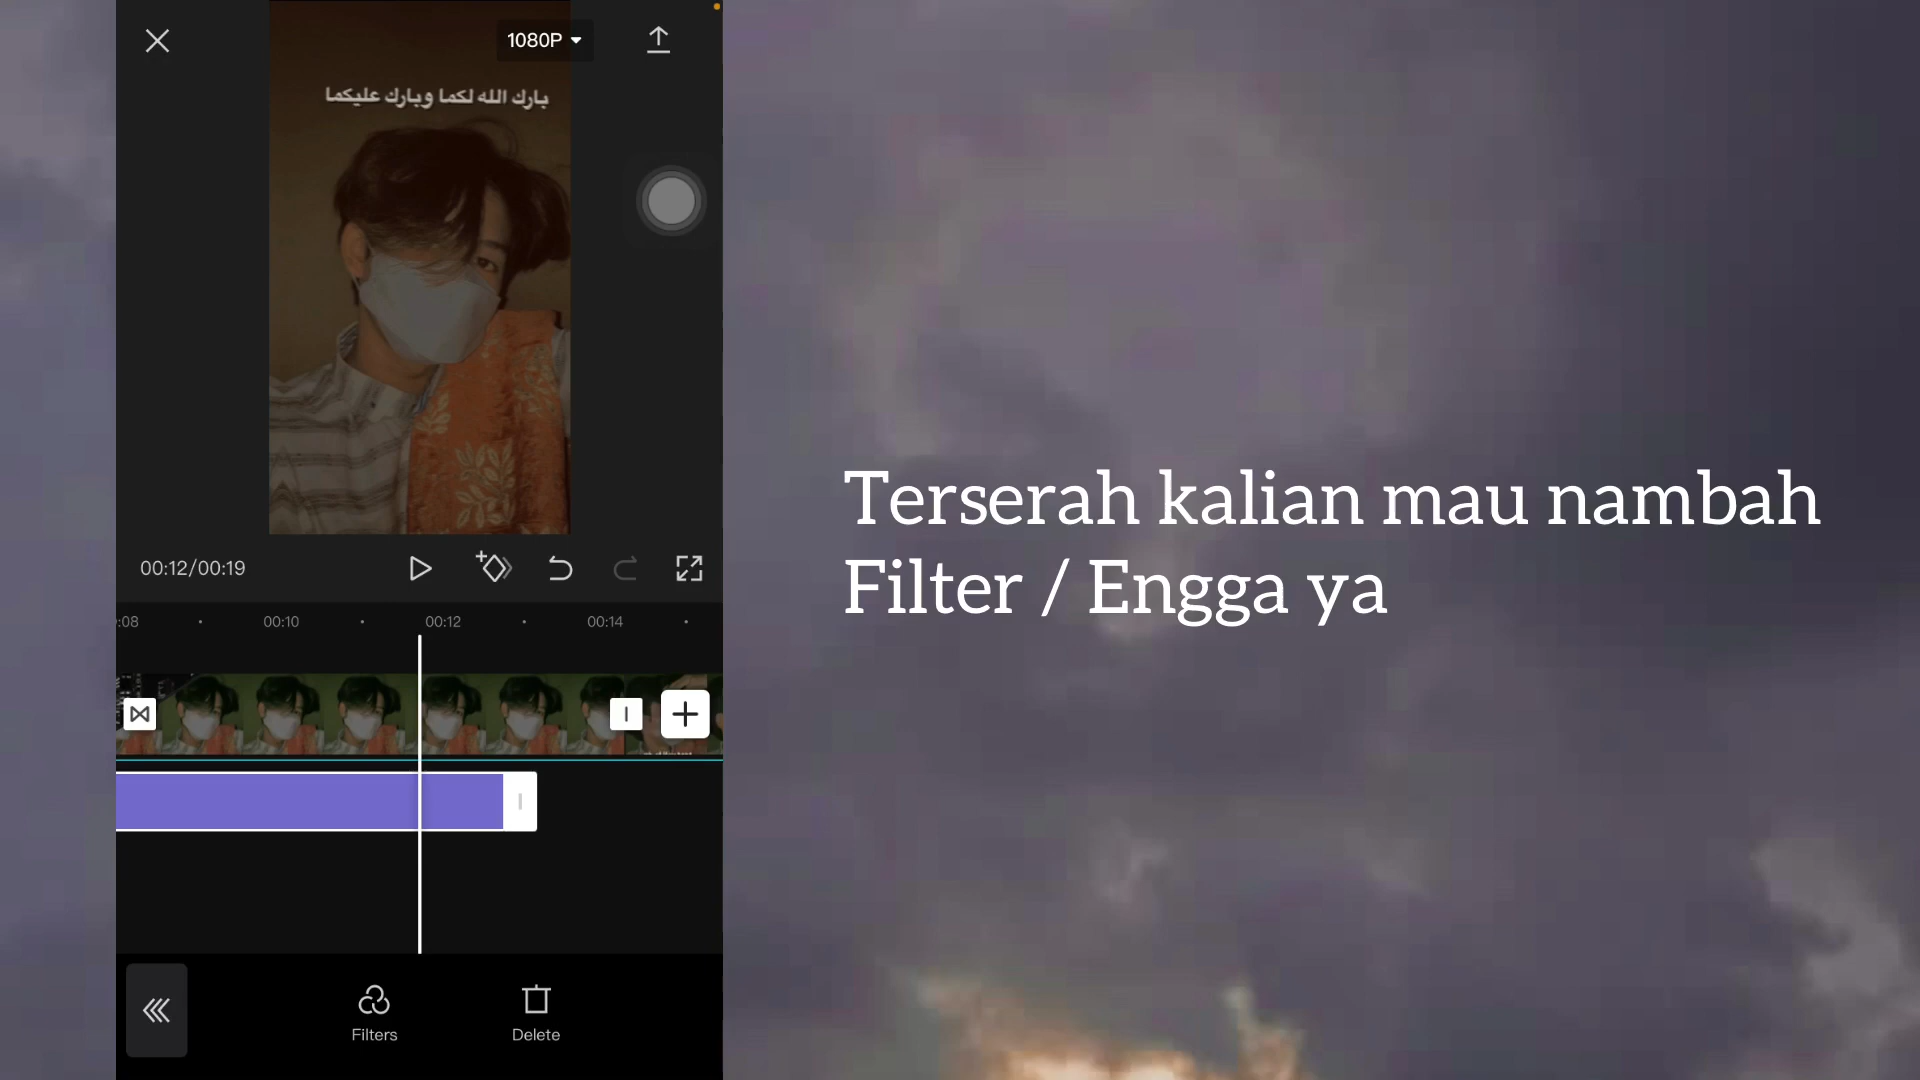 1080P
بارك الله لكما وبارك عليكما
Terserah kalian mau nambah
Filter / Engga ya
00:12/00:19
:08 00:10 00:12 00:14
Filters
Delete